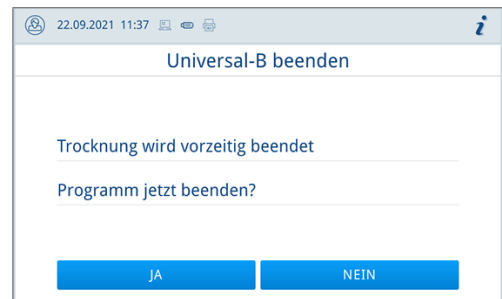 22.09.2021 11:37
i
Universal-B beenden
Trocknung wird vorzeitig beendet
Programm jetzt beenden?
JA
NEIN